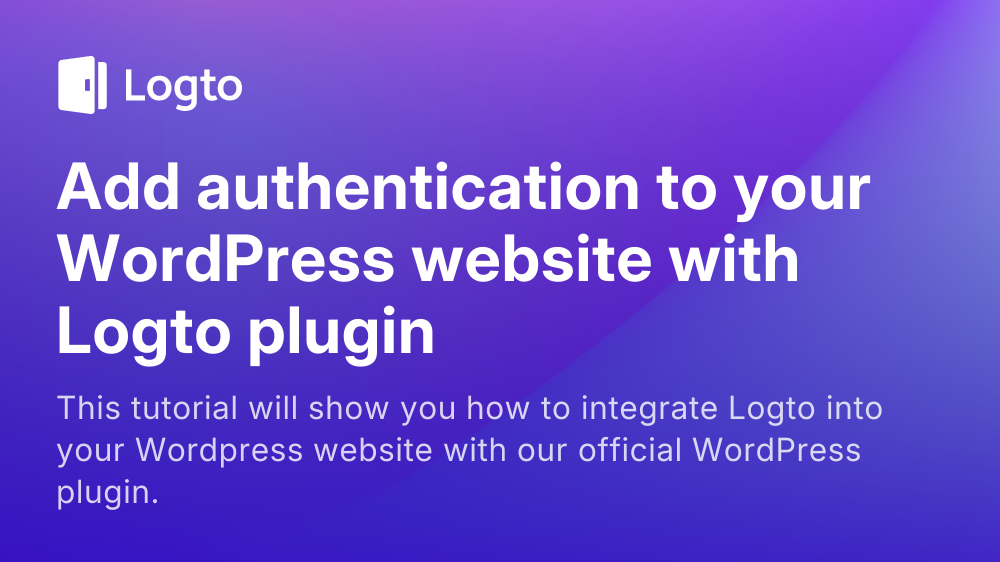 Logto
Add authentication to your
WordPress website with
Logto plugin
This tutorial will show you how to integrate Logto into
your Wordpress website with our official WordPress
plugin.